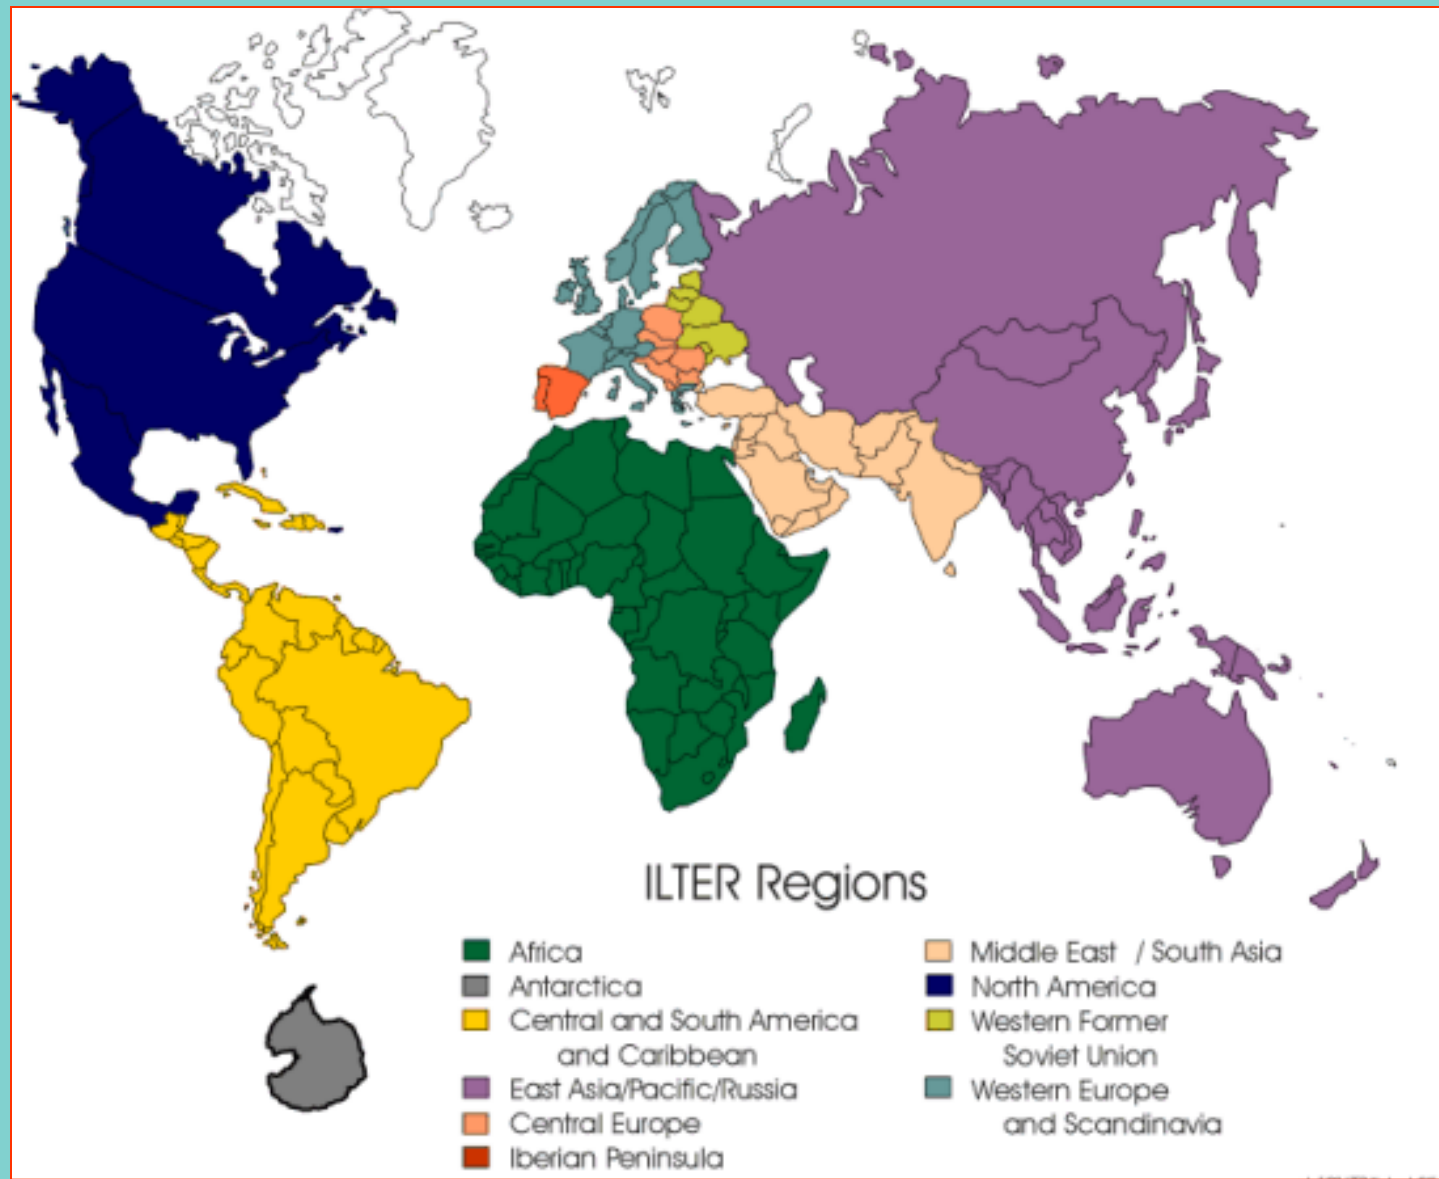 ILTER Regions
Africa
Antarctica
Central and South America
and Caribbean
East Asia/Pacific/Russia
Central Europe
Iberian Peninsula
Middle East / South Asia
North America
Western Former
Soviet Union
Western Europe
and Scandinavia